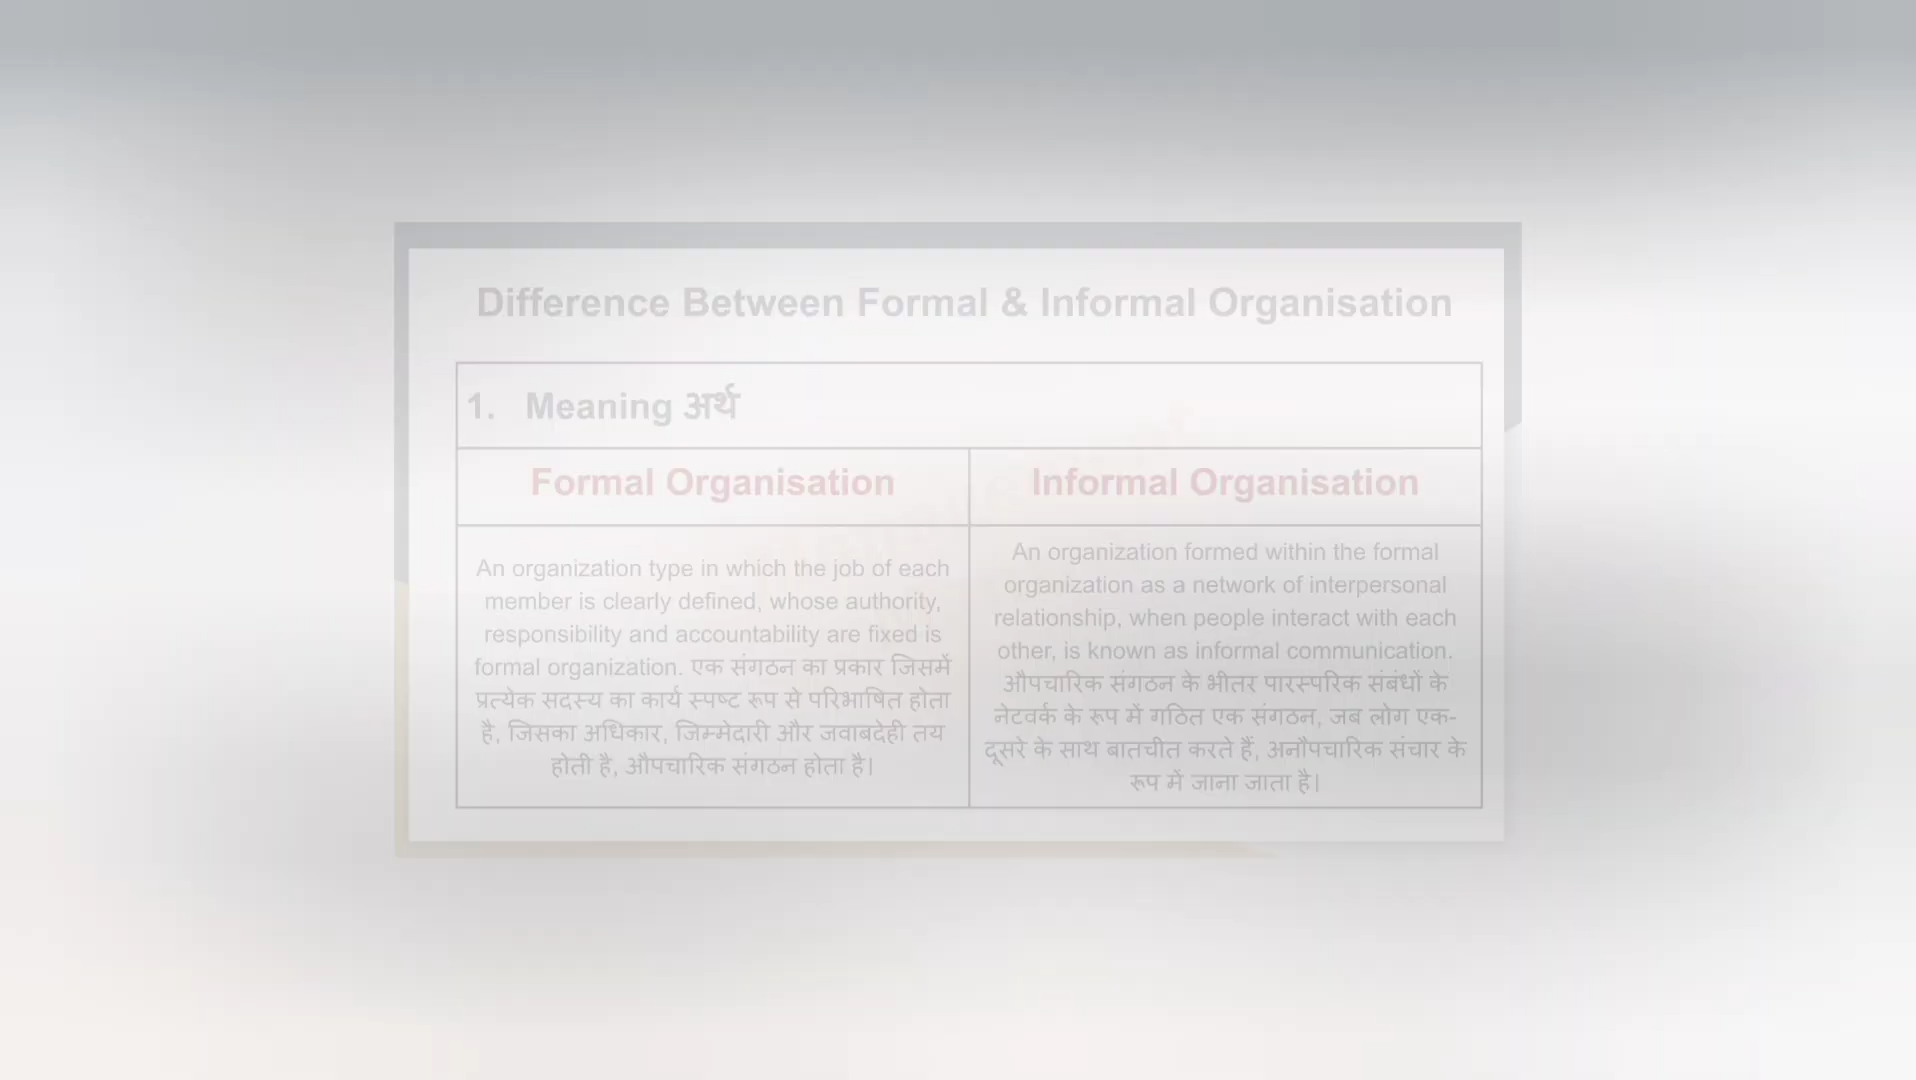 Difference Between Formal & Informal Organisation
1. Meaning अर्थ
Formal Organisation
Informal Organisation
An organization type in which the job of each
member is clearly defined, whose authority,
responsibility and accountability are fixed is
formal organization. एक संगठन का प्रकार जिसमें
प्रत्येक सदस्य का कार्य स्पष्ट रूप से परिभाषित होता
है, जिसका अधिकार, जिम्मेदारी और जवाबदेही तय
होती है, औपचारिक संगठन होता है।
An organization formed within the formal
organization as a network of interpersonal
relationship, when people interact with each
other, is known as informal communication.
औपचारिक संगठन के भीतर पारस्परिक संबंधों के
नेटवर्क के रूप में गठित एक संगठन, जब लोग एक-
दूसरे के साथ बातचीत करते हैं, अनौपचारिक संचार के
रूप में जाना जाता है।